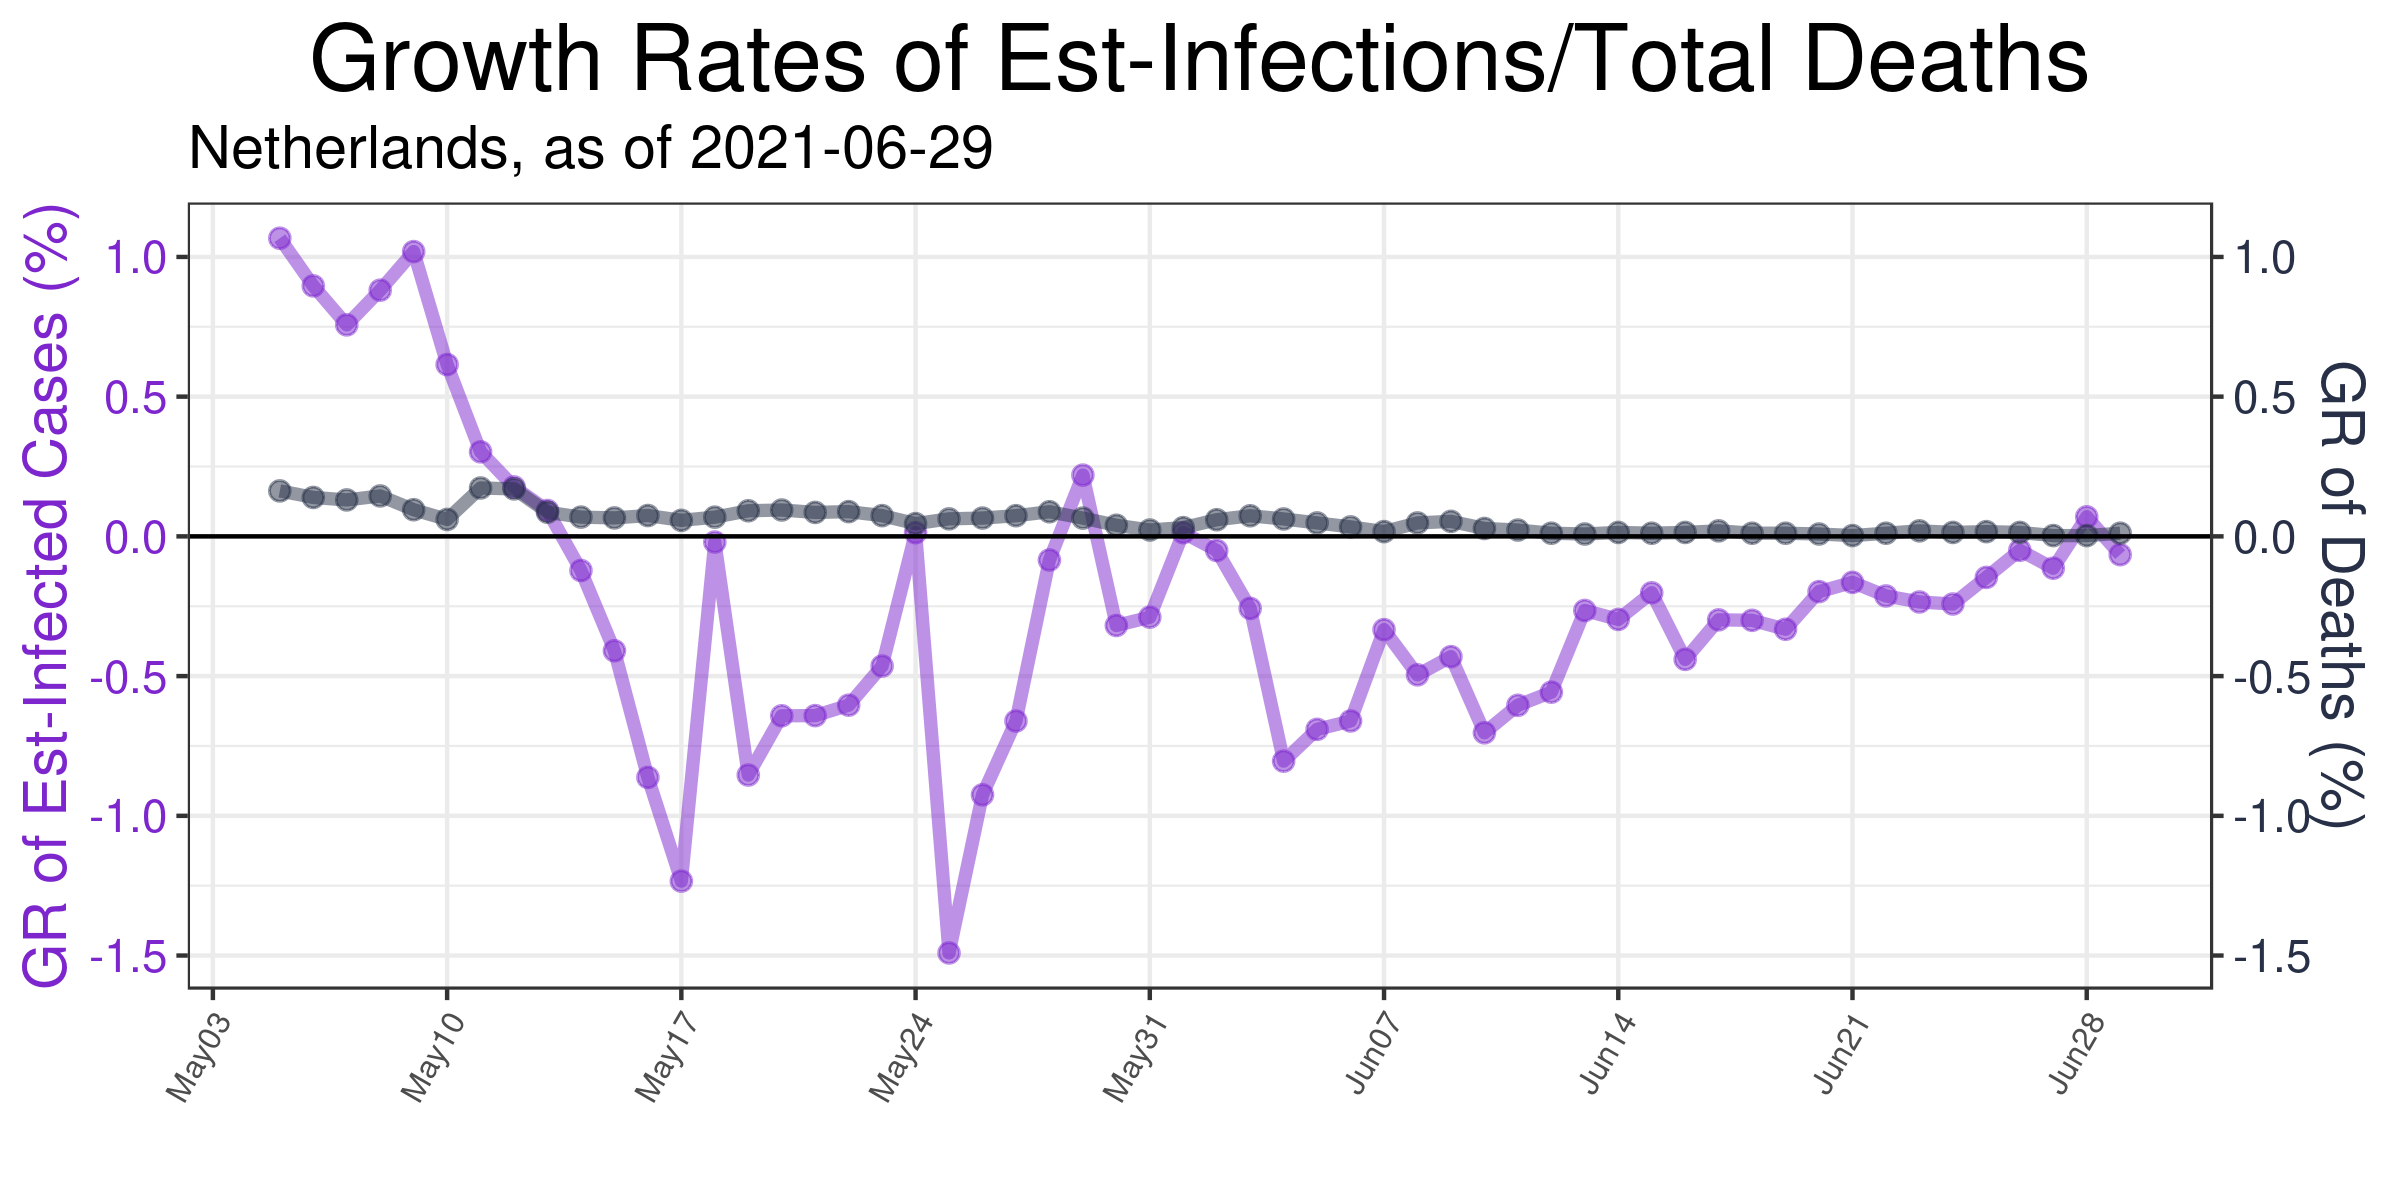 Growth Rates of Est-Infections/Total Deaths
Netherlands, as of 2021-06-29
GR of Est-Infected Cases (%)
1.0
0.5
0.0
-0.5
-1.0
-1.5
1.0
0.5
0.0
-0.5
-1.0
-1.5
GR of Deaths (%)
May03
May10
May17
May24
May31
Jun07
Jun14
Jun21
Jun28